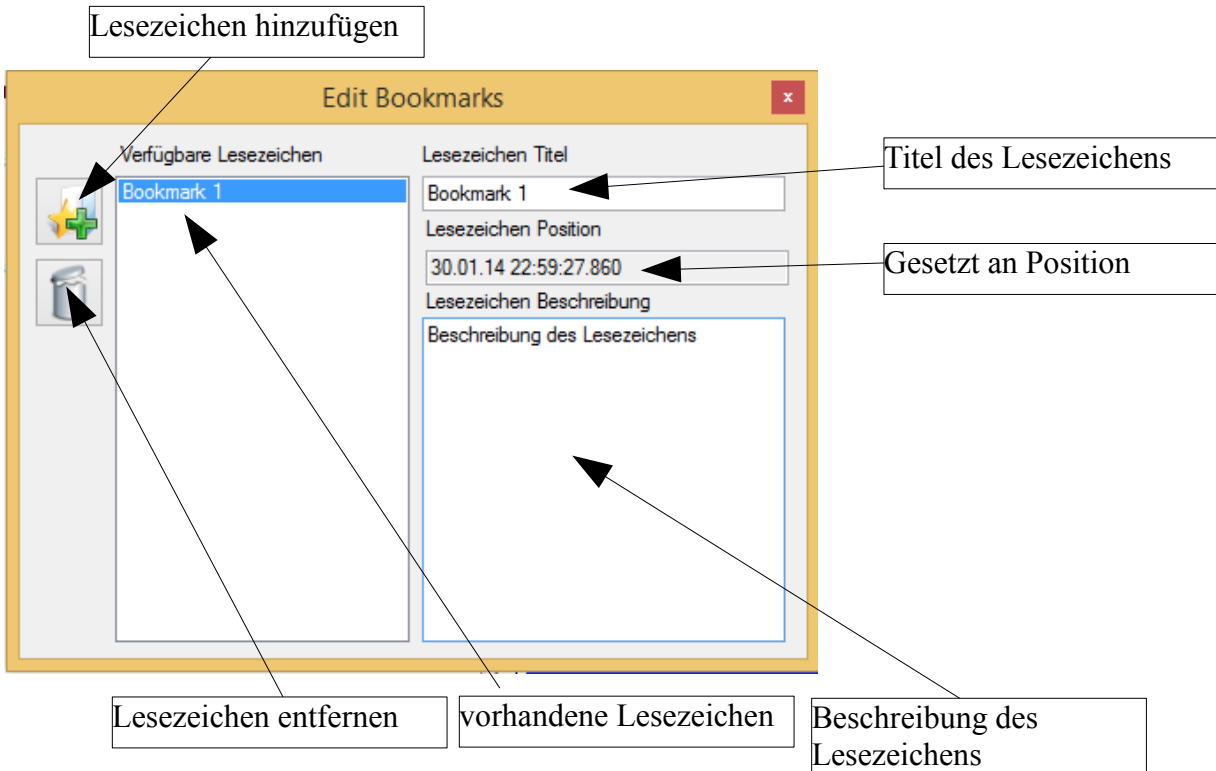 Lesezeichen hinzufügen
Edit Bookmarks
x
Verfügbare Lesezeichen
Bookmark 1
Lesezeichen Titel
Bookmark 1
Lesezeichen Position
30.01.14 22:59:27.860
Lesezeichen Beschreibung
Beschreibung des Lesezeichens
Titel des Lesezeichens
Gesetzt an Position
Lesezeichen entfernen
vorhandene Lesezeichen
Beschreibung des
Lesezeichens